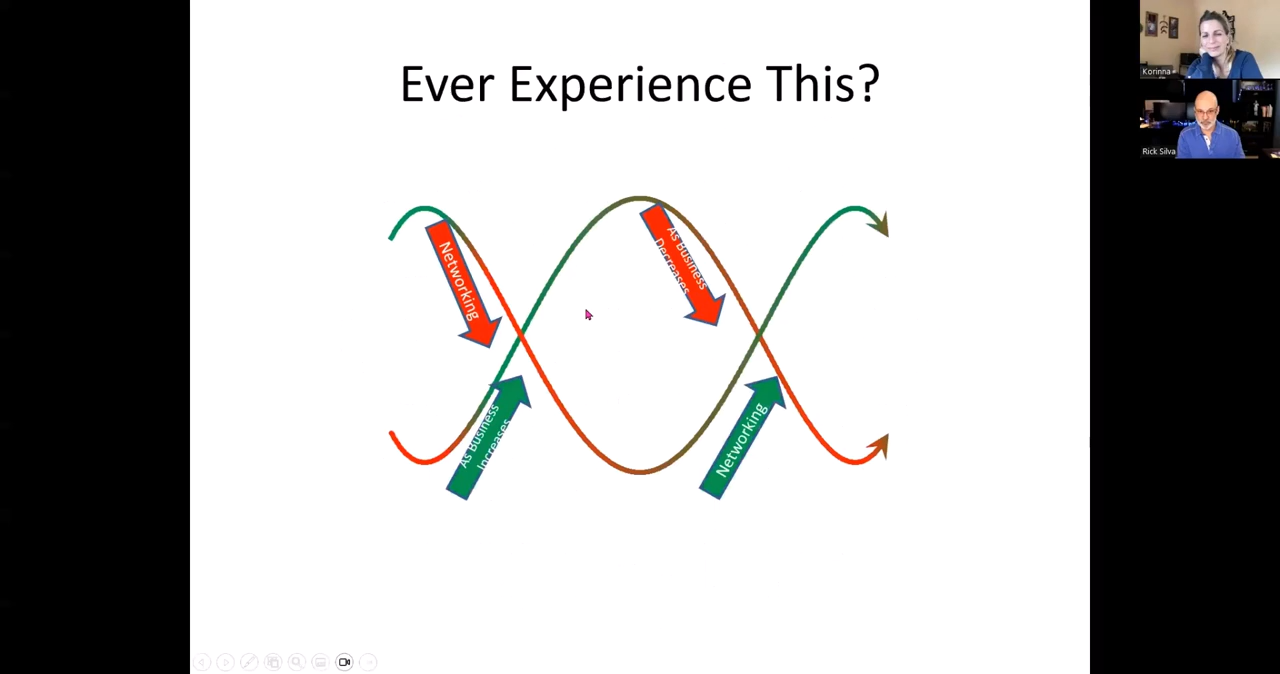 Ever Experience This?
Korinna
Rick Silva
Networking
As Business
Decreases
As Business
Increases
Networking